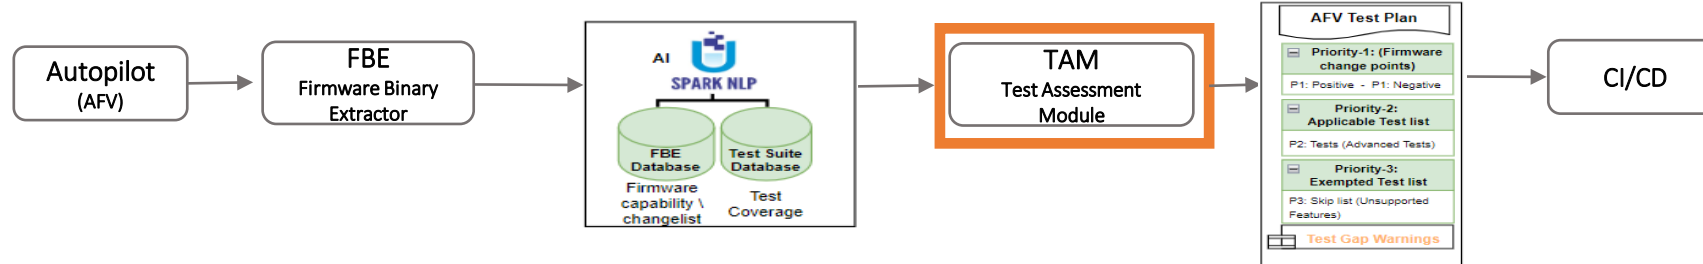 Autopilot
(AFV)
FBE
Firmware Binary
Extractor
AI
SPARK NLP
FBE
Database
Test Suite
Database
Firmware
capability \
changelist
Test
Coverage
TAM
Test Assessment
Module
AFV Test Plan
Priority-1: (Firmware
change points)
P1: Positive - P1: Negative
Priority-2:
Applicable Test list
P2: Tests (Advanced Tests)
Priority-3:
Exempted Test list
P3: Skip list (Unsupported
Features)
Test Gap Warnings
CI/CD